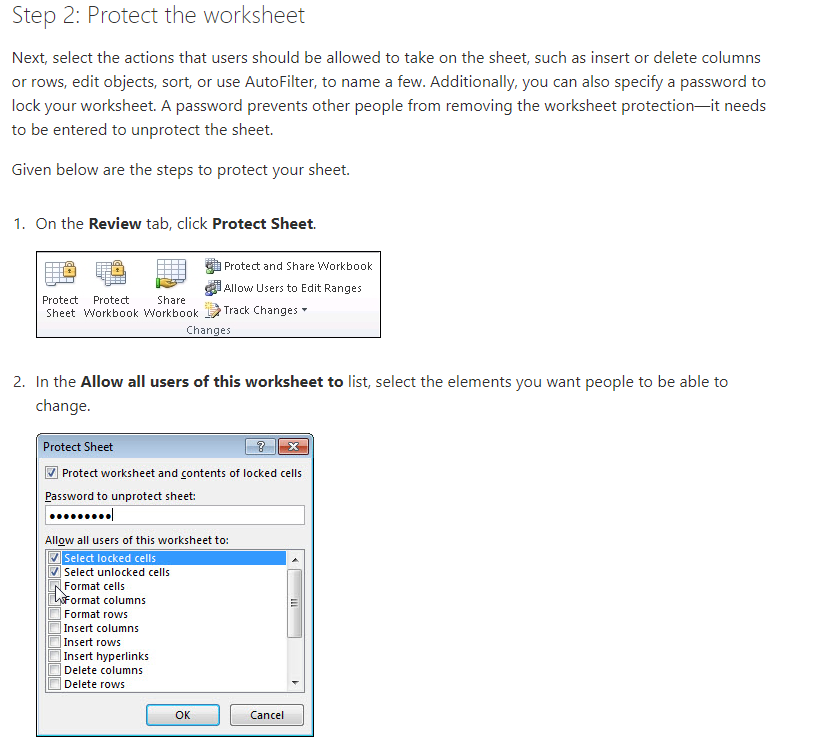 Step 2: Protect the worksheet
Next, select the actions that users should be allowed to take on the sheet, such as insert or delete columns
or rows, edit objects, sort, or use AutoFilter, to name a few. Additionally, you can also specify a password to
lock your worksheet. A password prevents other people from removing the worksheet protection—it needs
to be entered to unprotect the sheet.
Given below are the steps to protect your sheet.
1. On the Review tab, click Protect Sheet.
Protect Sheet
Protect Workbook
Share Workbook
Protect and Share Workbook
Allow Users to Edit Ranges
Track Changes
Changes
2. In the Allow all users of this worksheet to list, select the elements you want people to be able to
change.
Protect Sheet
Protect worksheet and contents of locked cells
Password to unprotect sheet:
Allow all users of this worksheet to:
Select locked cells
Select unlocked cells
Format cells
Format columns
Format rows
Insert columns
Insert rows
Insert hyperlinks
Delete columns
Delete rows
OK
Cancel